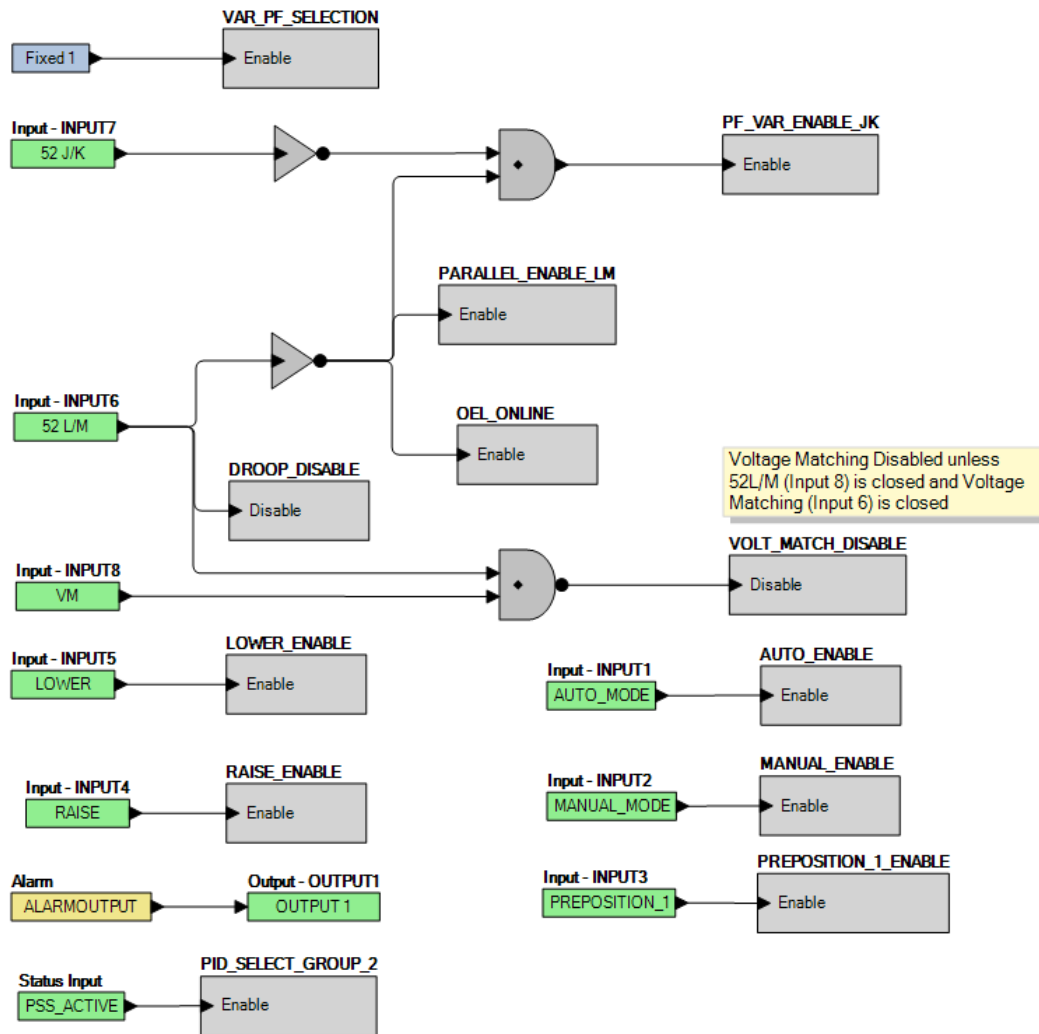 VAR_PF_SELECTION
Fixed 1
Enable
Input - INPUT7
52 J/K
PF_VAR_ENABLE_JK
Enable
PARALLEL_ENABLE_LM
Enable
Input - INPUT6
52 L/M
OEL_ONLINE
Enable
DROOP_DISABLE
Disable
Voltage Matching Disabled unless
52L/M (Input 8) is closed and Voltage
Matching (Input 6) is closed
VOLT_MATCH_DISABLE
Disable
Input - INPUT8
VM
LOWER_ENABLE
Input - INPUT5
LOWER
Enable
AUTO_ENABLE
Input - INPUT1
AUTO_MODE
Enable
RAISE_ENABLE
Input - INPUT4
RAISE
Enable
MANUAL_ENABLE
Input - INPUT2
MANUAL_MODE
Enable
Alarm
ALARMOUTPUT
Output - OUTPUT1
OUTPUT 1
PREPOSITION_1_ENABLE
Input - INPUT3
PREPOSITION_1
Enable
PID_SELECT_GROUP_2
Status Input
PSS_ACTIVE
Enable